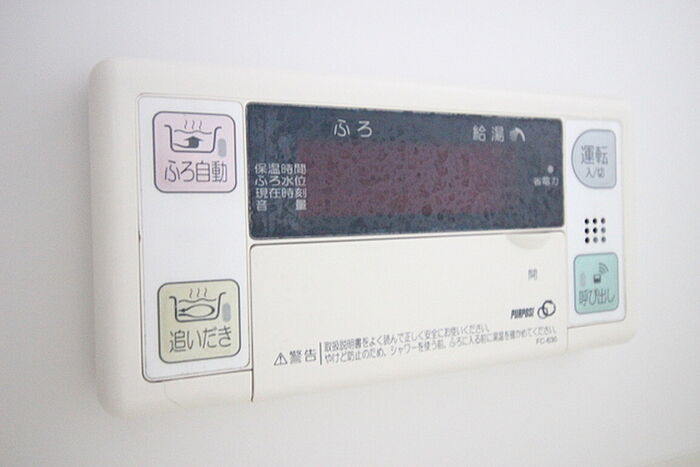 ふろ自動
追いだき
ふろ
給湯
保温時間
ふろ水位
現在時刻
音量
省電力
開
PURPOSE
警告
取扱説明書をよく読んで正しく安全にお使いください。
やけど防止のため、シャワーを使う前、ふろに入る前に湯温を確かめてください。
FC-630
運転
入/切
呼び出し